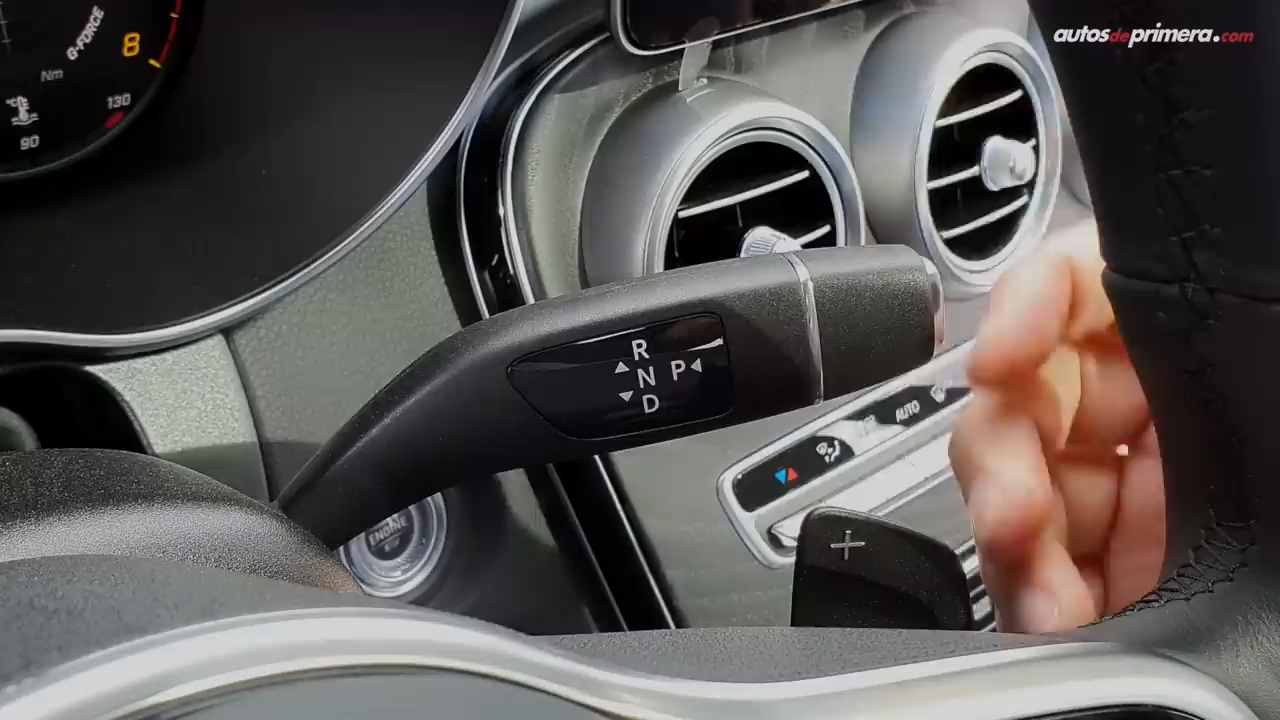 autosdeprimera.com
G-FORCE
8
Nm
°C
130
90
R
N P
D
AUTO
ENGINE
+